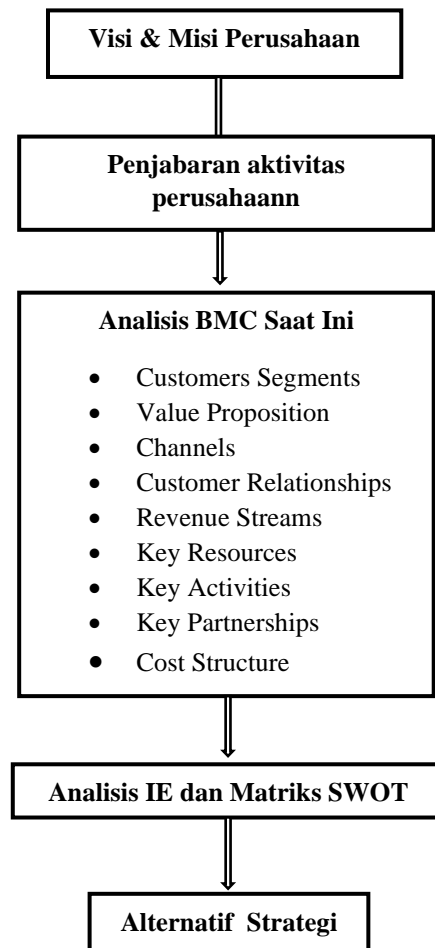 Visi & Misi Perusahaan
Penjabaran aktivitas
perusahaann
Analisis BMC Saat Ini
• Customers Segments
• Value Proposition
• Channels
• Customer Relationships
• Revenue Streams
• Key Resources
• Key Activities
• Key Partnerships
• Cost Structure
Analisis IE dan Matriks SWOT
Alternatif Strategi